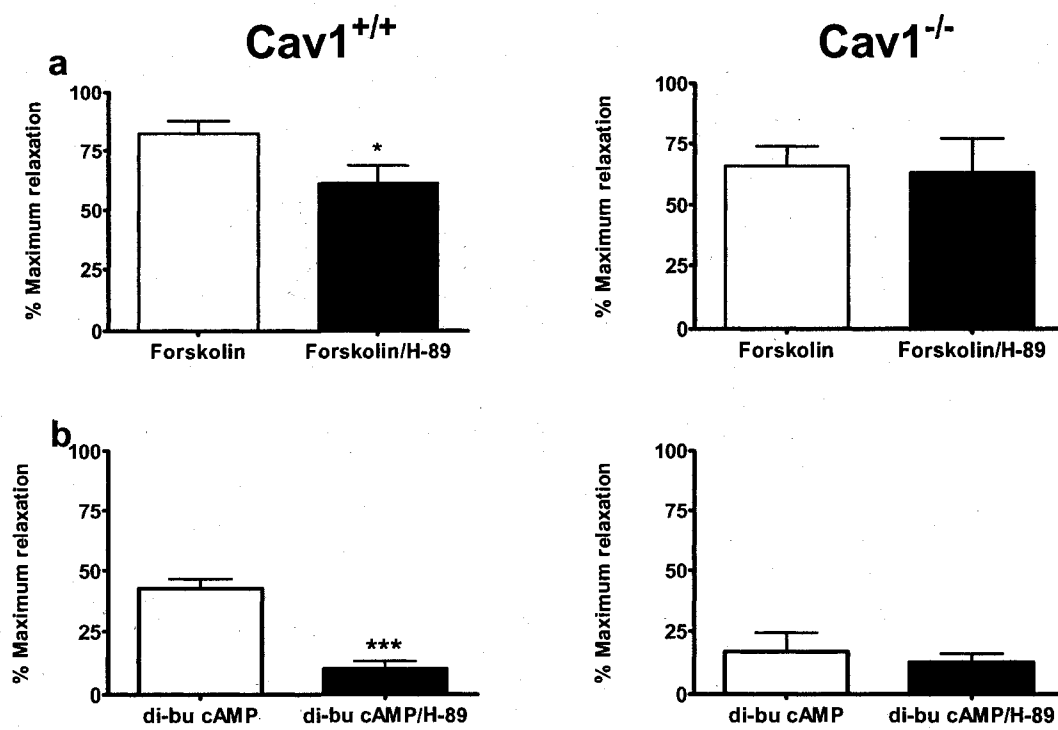 Cav1+/+
Cav1-/-
a
% Maximum relaxation
100
75
50
25
0
*
Forskolin
Forskolin/H-89
% Maximum relaxation
100
75
50
25
0
Forskolin
Forskolin/H-89
b
% Maximum relaxation
100
75
50
25
0
***
di-bu cAMP
di-bu cAMP/H-89
% Maximum relaxation
100
75
50
25
0
di-bu cAMP
di-bu cAMP/H-89